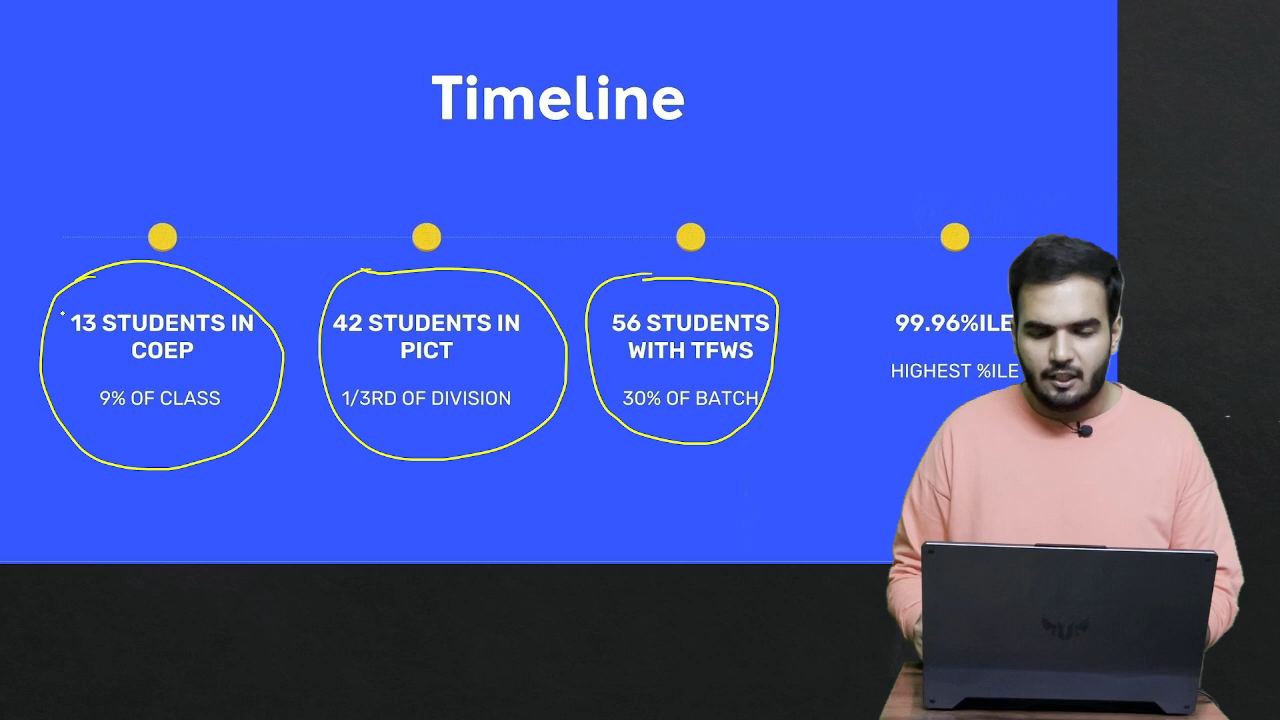 Timeline
13 STUDENTS IN
COEP
9% OF CLASS
42 STUDENTS IN
PICT
1/3RD OF DIVISION
56 STUDENTS
WITH TFWS
30% OF BATCH
99.96%ILE
HIGHEST %ILE